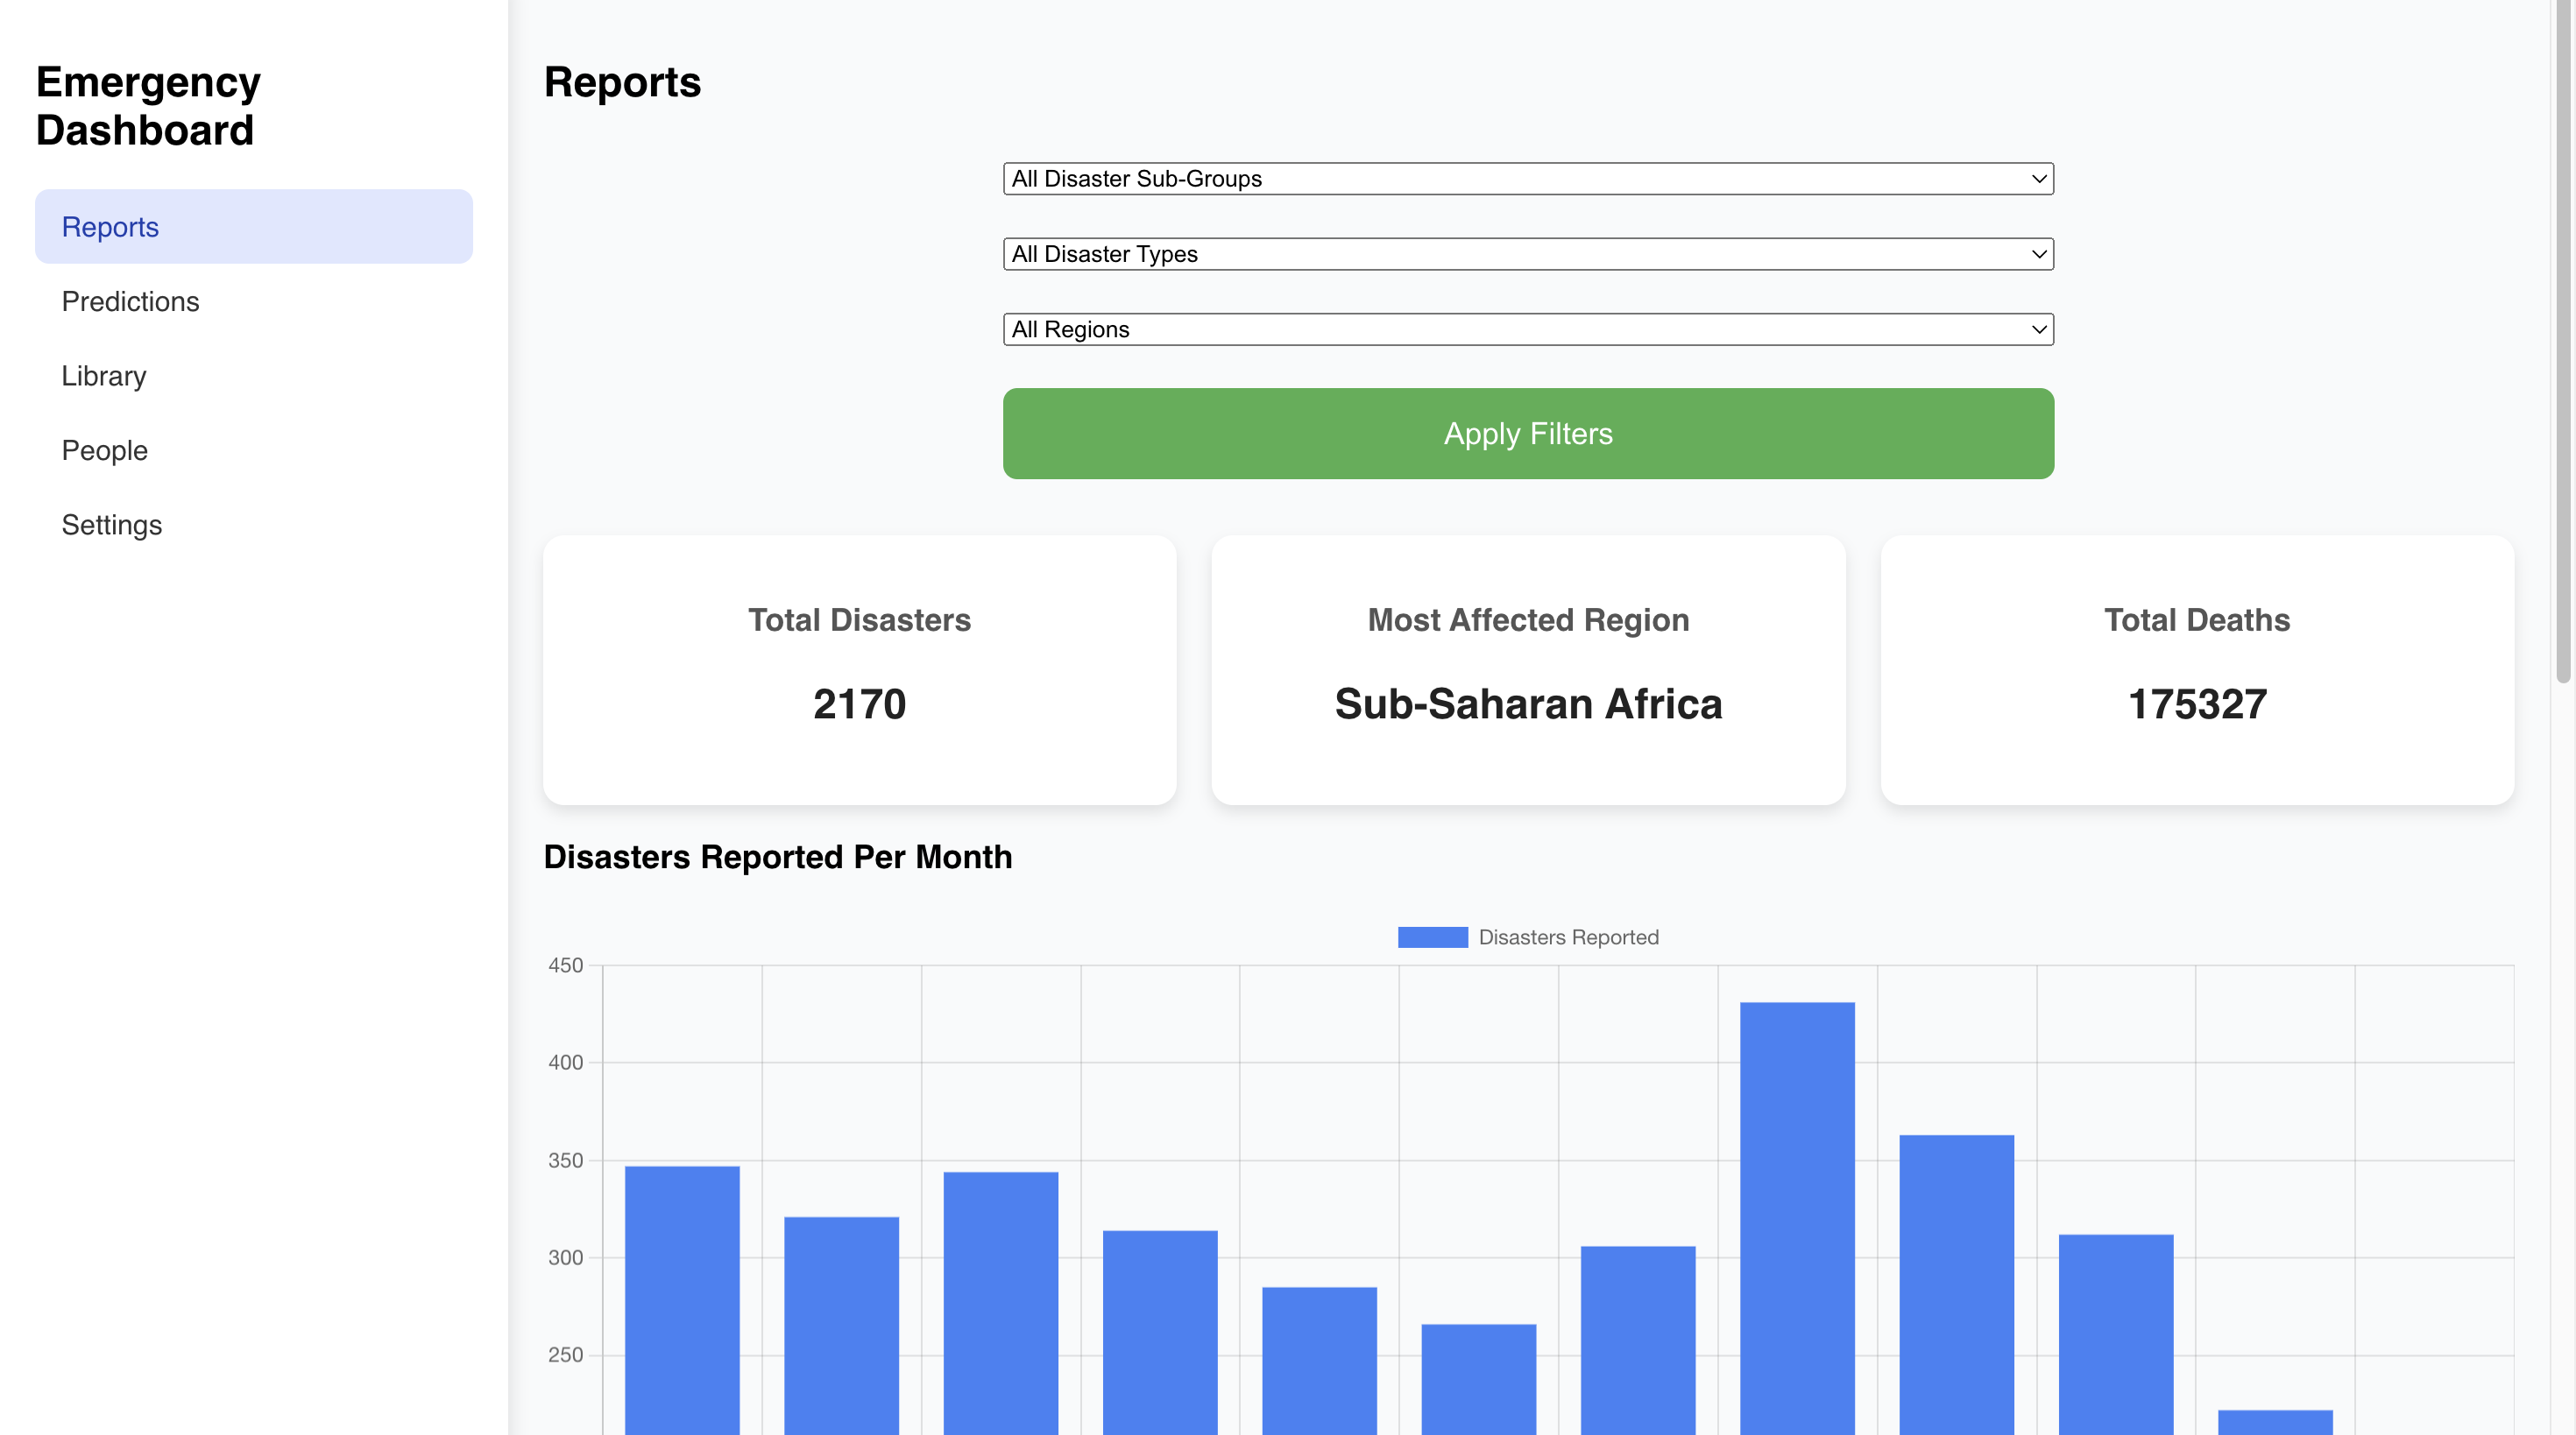 Emergency
Dashboard
Reports
Predictions
Library
People
Settings
Reports
All Disaster Sub-Groups
All Disaster Types
All Regions
Apply Filters
Total Disasters
2170
Most Affected Region
Sub-Saharan Africa
Total Deaths
175327
Disasters Reported Per Month
Disasters Reported
450
400
350
300
250